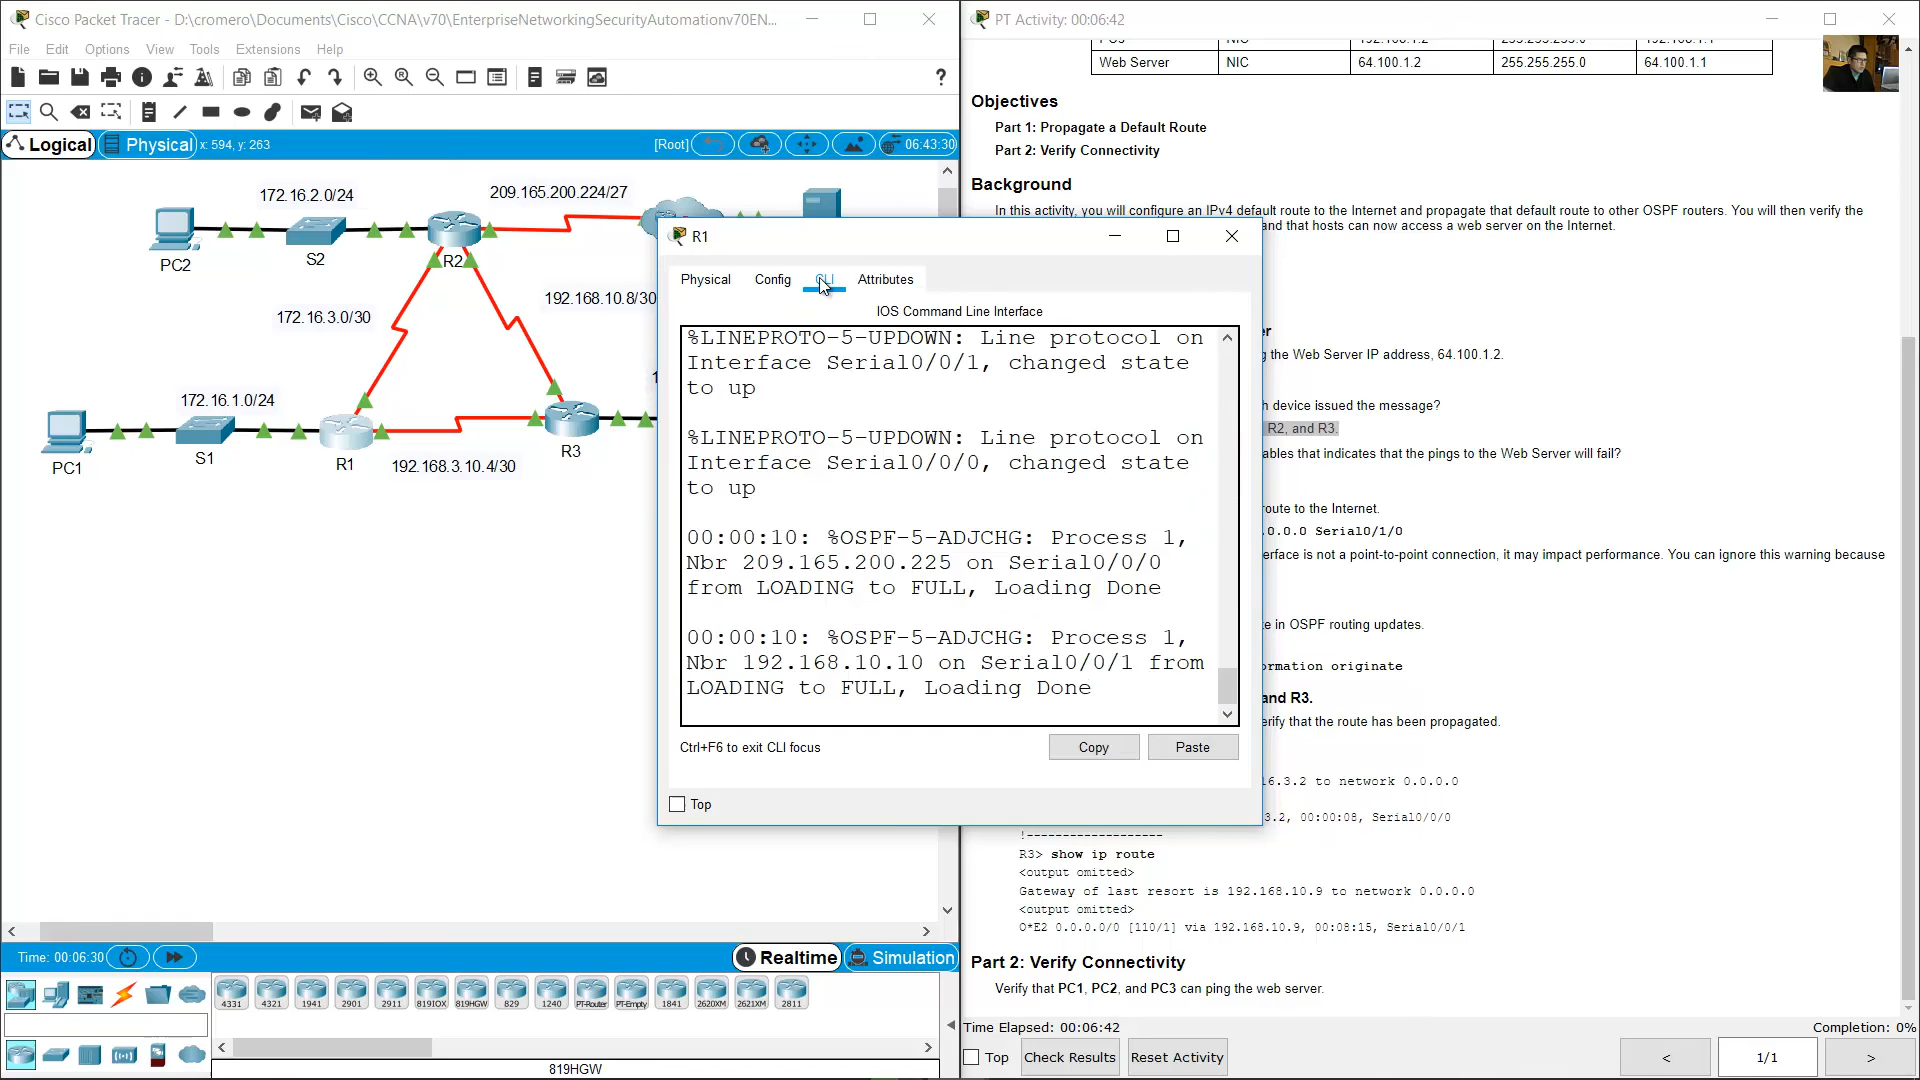 Cisco Packet Tracer - D:\cromero\Documents\Cisco\CCNA\v70\EnterpriseNetworkingSecurityAutomationv70EN...
File Edit Options View Tools Extensions Help
Logical
Physical
x: 594, y: 263
[Root]
06:43:30
172.16.2.0/24
209.165.200.224/27
PC2
S2
R2
192.168.10.8/30
172.16.3.0/30
172.16.1.0/24
PC1
S1
R1
192.168.3.10.4/30
R3
R1
Physical Config CLI Attributes
IOS Command Line Interface
%LINEPROTO-5-UPDOWN: Line protocol on
Interface Serial0/0/1, changed state
to up
%LINEPROTO-5-UPDOWN: Line protocol on
Interface Serial0/0/0, changed state
to up
00:00:10: %OSPF-5-ADJCHG: Process 1,
Nbr 209.165.200.225 on Serial0/0/0
from LOADING to FULL, Loading Done
00:00:10: %OSPF-5-ADJCHG: Process 1,
Nbr 192.168.10.10 on Serial0/0/1 from
LOADING to FULL, Loading Done
Ctrl+F6 to exit CLI focus
Copy
Paste
Top
Time: 00:06:30
Realtime
Simulation
4331 4321 1941 2901 2911 819IOX 819HGW 829 1240 PT-Router PT-Empty 1841 2620XM 2621XM 2811
819HGW
PT Activity: 00:06:42
NIC 255.255.255.0
Web Server NIC 64.100.1.2 255.255.255.0 64.100.1.1
Objectives
Part 1: Propagate a Default Route
Part 2: Verify Connectivity
Background
In this activity, you will configure an IPv4 default route to the Internet and propagate that default route to other OSPF routers. You will then verify the
and that hosts can now access a web server on the Internet.
the Web Server IP address, 64.100.1.2.
device issued the message?
R2, and R3.
ables that indicates that the pings to the Web Server will fail?
route to the Internet.
.0.0.0 Serial0/1/0
erface is not a point-to-point connection, it may impact performance. You can ignore this warning because
in OSPF routing updates.
rmation originate
and R3.
erify that the route has been propagated.
16.3.2 to network 0.0.0.0
3.2, 00:00:08, Serial0/0/0
!-------------------
R3> show ip route
<output omitted>
Gateway of last resort is 192.168.10.9 to network 0.0.0.0
<output omitted>
O*E2 0.0.0.0/0 [110/1] via 192.168.10.9, 00:08:15, Serial0/0/1
Part 2: Verify Connectivity
Verify that PC1, PC2, and PC3 can ping the web server.
Time Elapsed: 00:06:42
Completion: 0%
Top
Check Results
Reset Activity
<
1/1
>